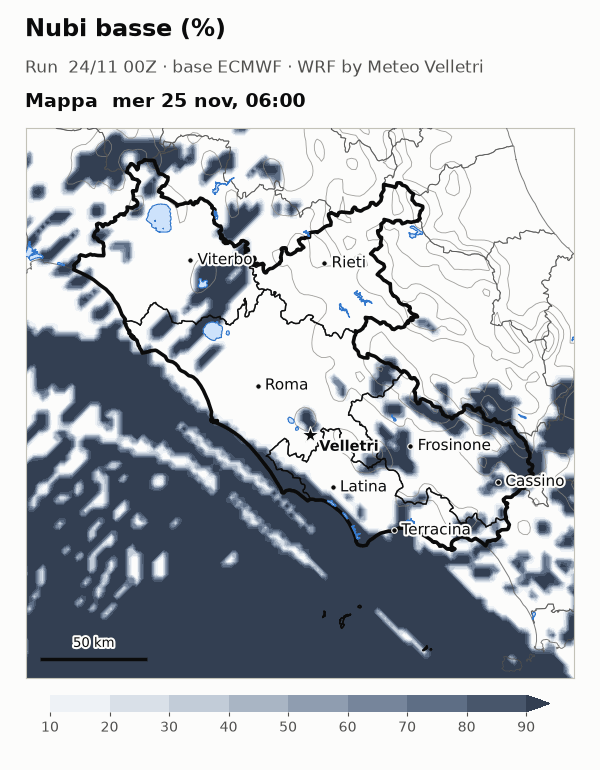 Nubi basse (%)
Run 24/11 00Z · base ECMWF · WRF by Meteo Velletri
Mappa mer 25 nov, 06:00
Viterbo
Rieti
Roma
Velletri
Frosinone
Cassino
Latina
Terracina
50 km
10 20 30 40 50 60 70 80 90